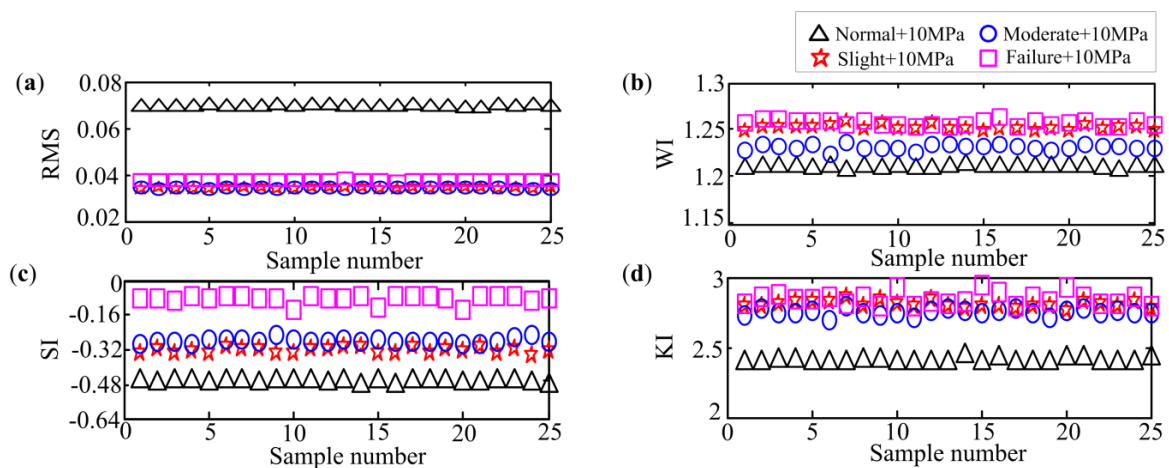 Normal+10MPa Moderate+10MPa
Slight+10MPa Failure+10MPa
(a)
0.08
0.06
0.04
0.02
RMS
0 5 10 15 20 25
Sample number
(b)
1.3
1.25
1.2
1.15
WI
0 5 10 15 20 25
Sample number
(c)
0
-0.16
-0.32
-0.48
-0.64
SI
0 5 10 15 20 25
Sample number
(d)
3
2.5
2
KI
0 5 10 15 20 25
Sample number